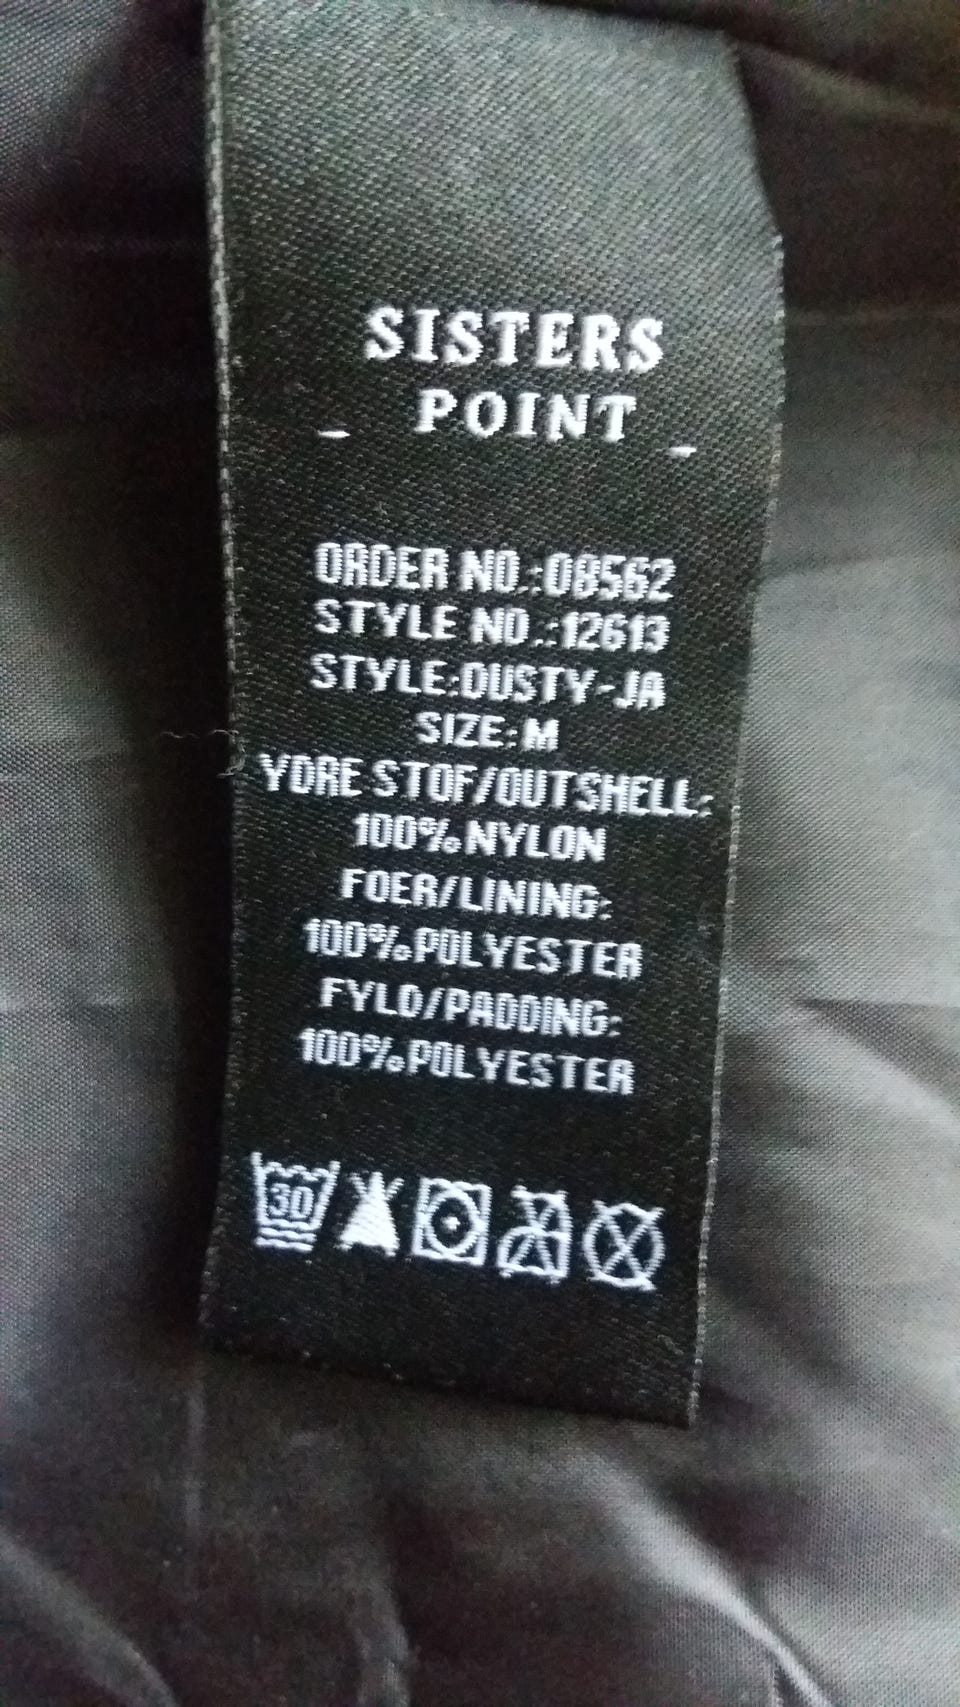 SISTERS
POINT
ORDER NO.:08562
STYLE NO.:12613
STYLE:DUSTY-JA
SIZE:M
YDRE STOF/OUTSHELL:
100%NYLON
FOER/LINING:
100%POLYESTER
FYLD/PADDING:
100%POLYESTER
30